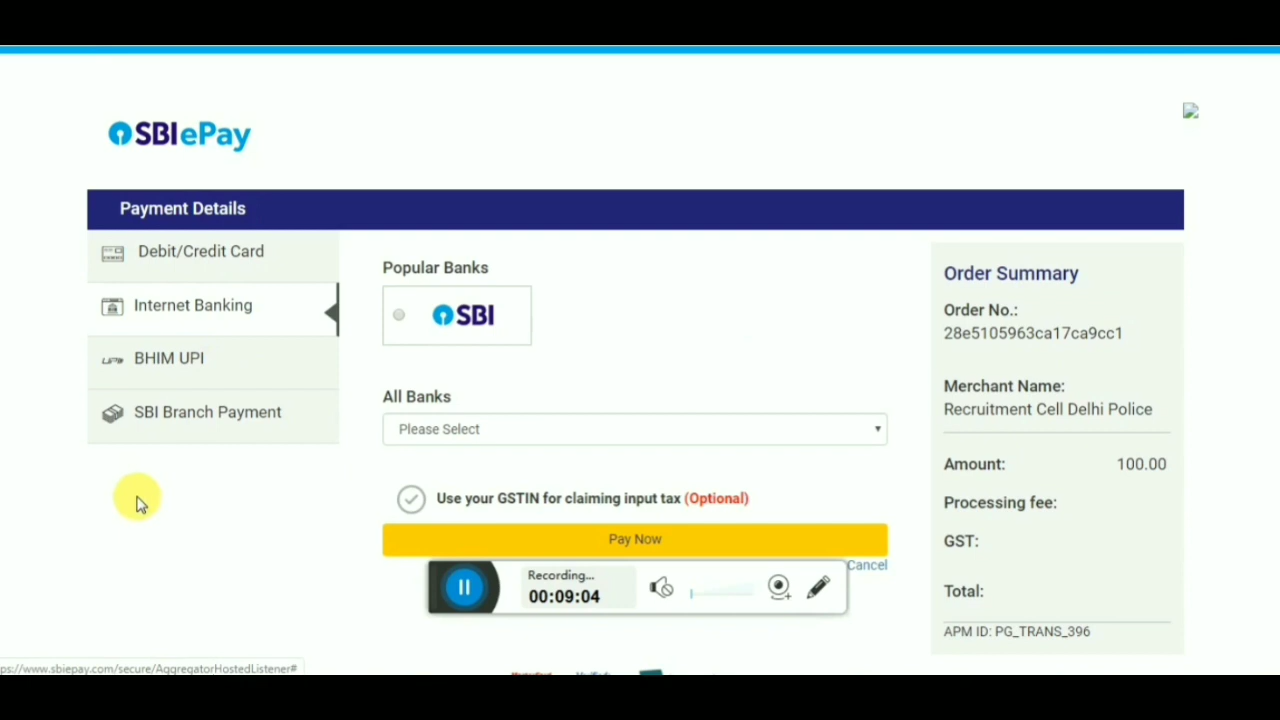 SBI ePay
Payment Details
Debit/Credit Card
Internet Banking
BHIM UPI
SBI Branch Payment
Popular Banks
SBI
All Banks
Please Select
Use your GSTIN for claiming input tax (Optional)
Pay Now
Cancel
Recording...
00:09:04
Order Summary
Order No.:
28e5105963ca17ca9cc1
Merchant Name:
Recruitment Cell Delhi Police
Amount: 100.00
Processing fee:
GST:
Total:
APM ID: PG_TRANS_396
ps://www.sbiepay.com/secure/AggregatorHostedListener#